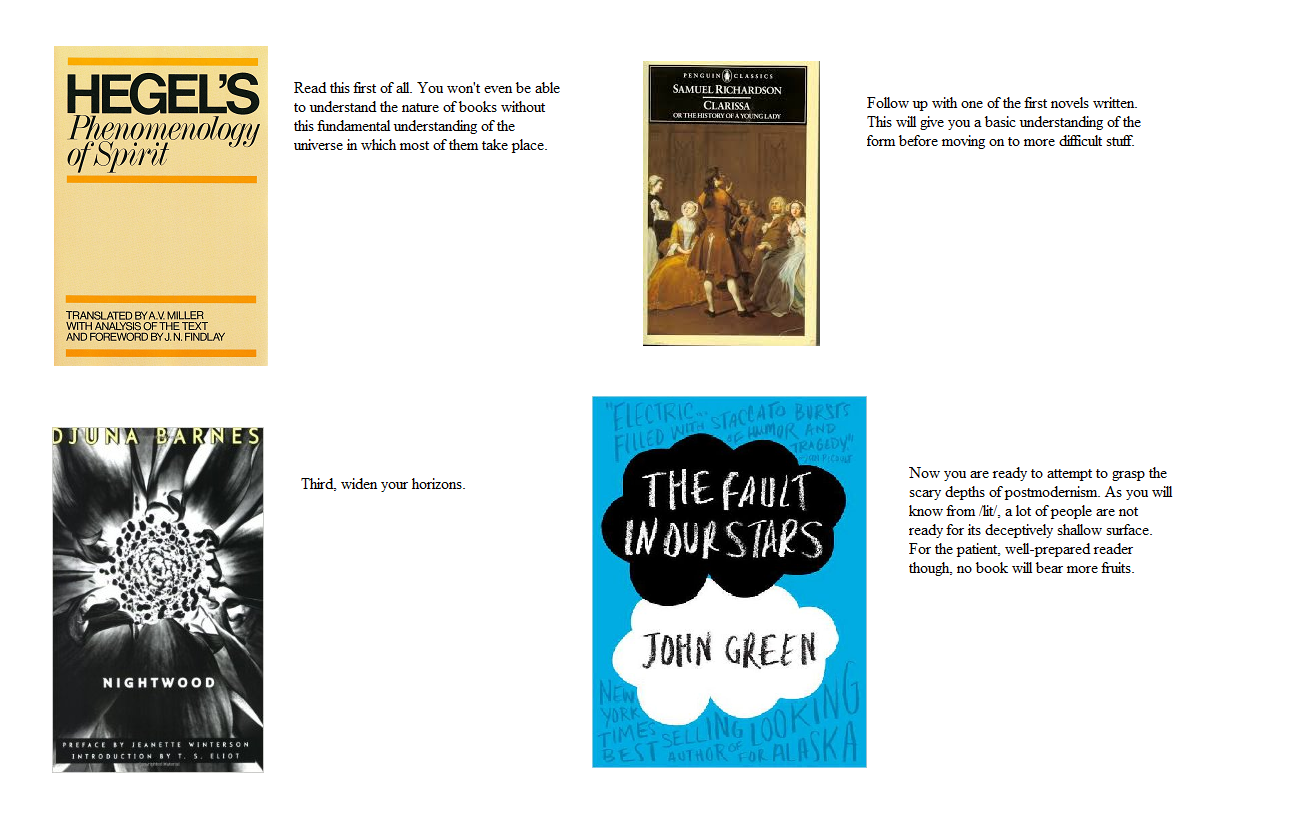 HEGEL'S
Phenomenology
of Spirit
TRANSLATED BY A.V. MILLER
WITH ANALYSIS OF THE TEXT
AND FOREWORD BY J. N. FINDLAY
Read this first of all. You won't even be able
to understand the nature of books without
this fundamental understanding of the
universe in which most of them take place.
PENGUIN CLASSICS
SAMUEL RICHARDSON
CLARISSA
OR THE HISTORY OF A YOUNG LADY
Follow up with one of the first novels written.
This will give you a basic understanding of the
form before moving on to more difficult stuff.
DJUNA BARNES
NIGHTWOOD
PREFACE BY JEANETTE WINTERSON
INTRODUCTION BY T. S. ELIOT
Third, widen your horizons.
"ELECTRIC...
STACCATO BURSTS
FILLED WITH
OF HUMOR AND
TRAGEDY."
THE FAULT
IN OUR STARS
JOHN GREEN
NEW
YORK
TIMES
BEST
SELLING
AUTHOR OF
LOOKING
FOR ALASKA
Now you are ready to attempt to grasp the
scary depths of postmodernism. As you will
know from /lit/, a lot of people are not
ready for its deceptively shallow surface.
For the patient, well-prepared reader
though, no book will bear more fruits.